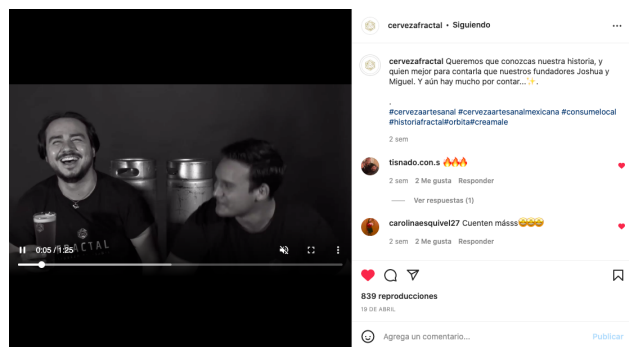 cervezafractal • Siguiendo
cervezafractal Queremos que conozcas nuestra historia, y
quien mejor para contarla que nuestros fundadores Joshua y
Miguel. Y aún hay mucho por contar...✨.
.
#cervezaartesanal #cervezaartesanalmexicana #consumelocal
#historiafractal#orbita#creamale
2 sem
tisnado.con.s 🔥🔥🔥
2 sem 2 Me gusta Responder
Ver respuestas (1)
carolinaesquivel27 Cuenten másss🤩🤩🤩
2 sem 2 Me gusta Responder
FRACTAL
0:05 / 1:25
839 reproducciones
19 DE ABRIL
Agrega un comentario...
Publicar